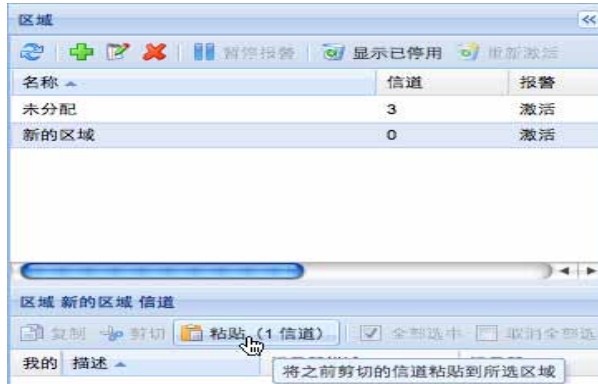 区域
暂停报警 显示已停用 重新激活
名称 信道 报警
未分配 3 激活
新的区域 0 激活
区域 新的区域 信道
复制 剪切 粘贴（1 信道） 全部选中 取消全部选
我的 描述
将之前剪切的信道粘贴到所选区域